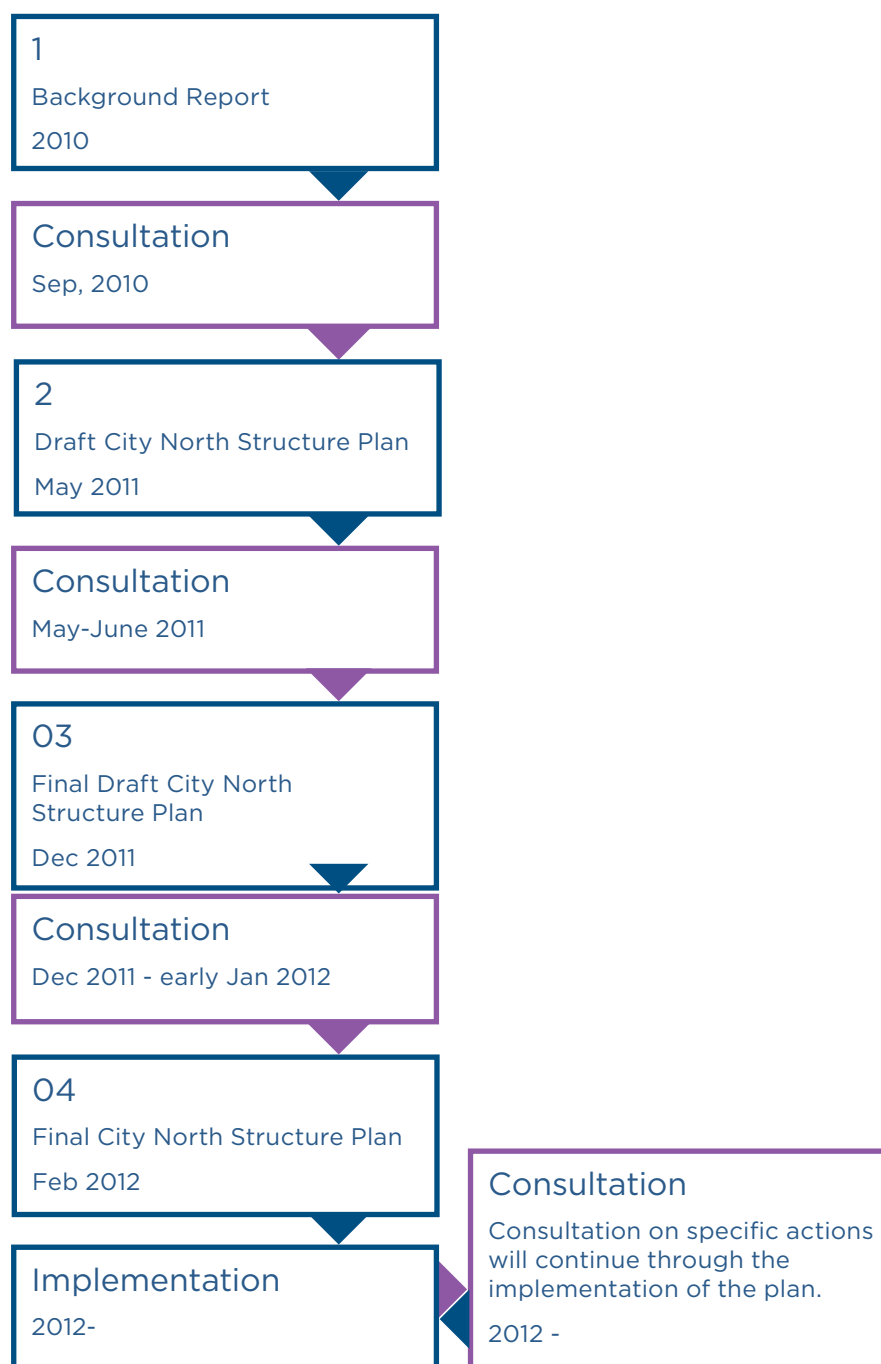 1
Background Report
2010
Consultation
Sep, 2010
2
Draft City North Structure Plan
May 2011
Consultation
May-June 2011
03
Final Draft City North
Structure Plan
Dec 2011
Consultation
Dec 2011 - early Jan 2012
04
Final City North Structure Plan
Feb 2012
Implementation
2012-
Consultation
Consultation on specific actions
will continue through the
implementation of the plan.
2012 -